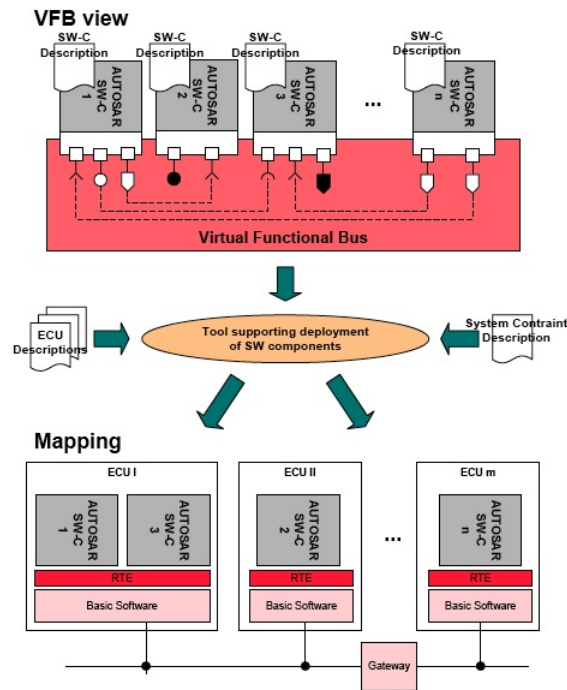 VFB view
SW-C
Description
SW-C
Description
SW-C
Description
SW-C
Description
AUTOSAR
SW-C
1
AUTOSAR
SW-C
2
AUTOSAR
SW-C
3
...
AUTOSAR
SW-C
n
Virtual Functional Bus
ECU
Descriptions
Tool supporting deployment
of SW components
System Contraint
Description
Mapping
ECU I
ECU II
ECU m
AUTOSAR
SW-C
1
AUTOSAR
SW-C
3
AUTOSAR
SW-C
2
...
AUTOSAR
SW-C
n
RTE
RTE
RTE
Basic Software
Basic Software
Basic Software
Gateway